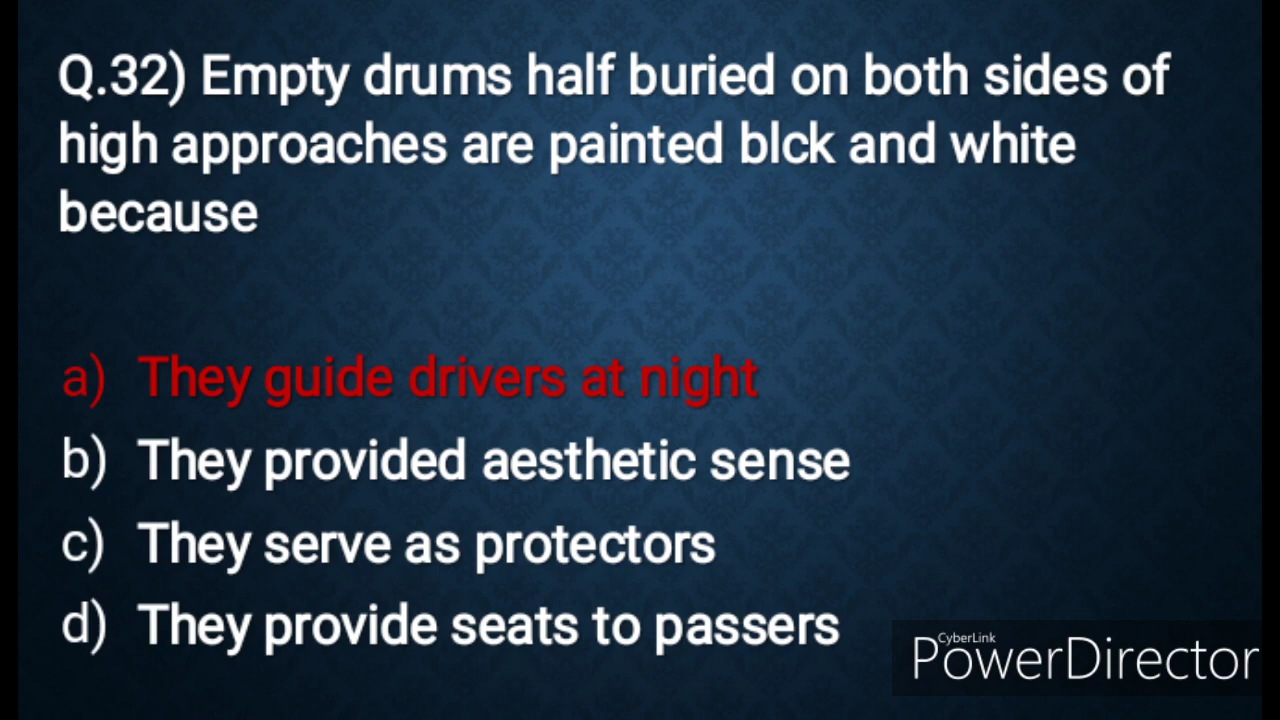 Q.32) Empty drums half buried on both sides of
high approaches are painted blck and white
because
a) They guide drivers at night
b) They provided aesthetic sense
c) They serve as protectors
d) They provide seats to passers
CyberLink
PowerDirector